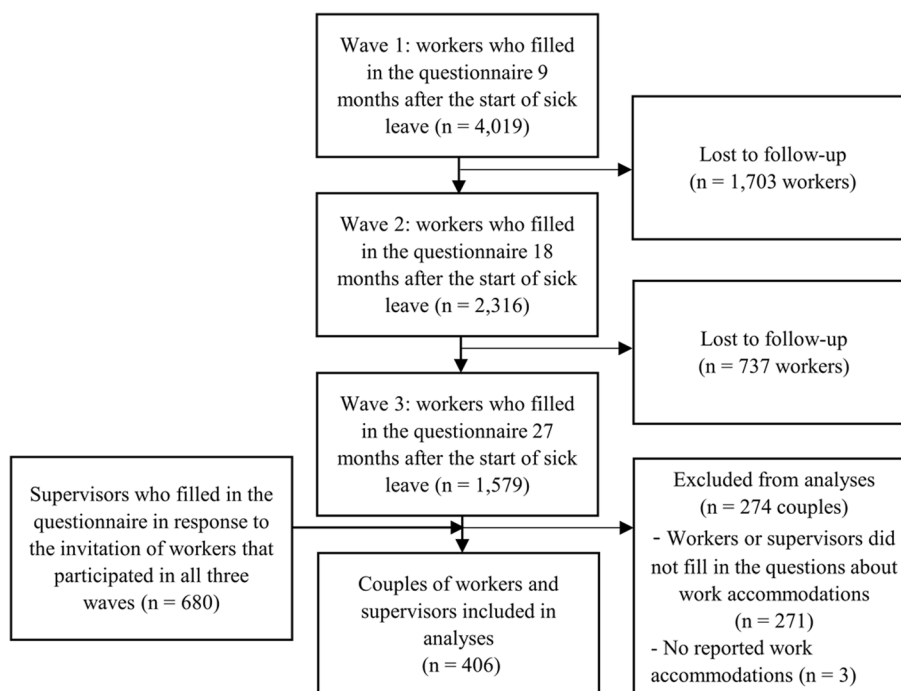 Wave 1: workers who filled
in the questionnaire 9
months after the start of sick
leave (n = 4,019)
Lost to follow-up
(n = 1,703 workers)
Wave 2: workers who filled
in the questionnaire 18
months after the start of sick
leave (n = 2,316)
Lost to follow-up
(n = 737 workers)
Wave 3: workers who filled
in the questionnaire 27
months after the start of sick
leave (n = 1,579)
Supervisors who filled in the
questionnaire in response to
the invitation of workers that
participated in all three
waves (n = 680)
Excluded from analyses
(n = 274 couples)
- Workers or supervisors did
not fill in the questions about
work accommodations
(n = 271)
- No reported work
accommodations (n = 3)
Couples of workers and
supervisors included in
analyses
(n = 406)